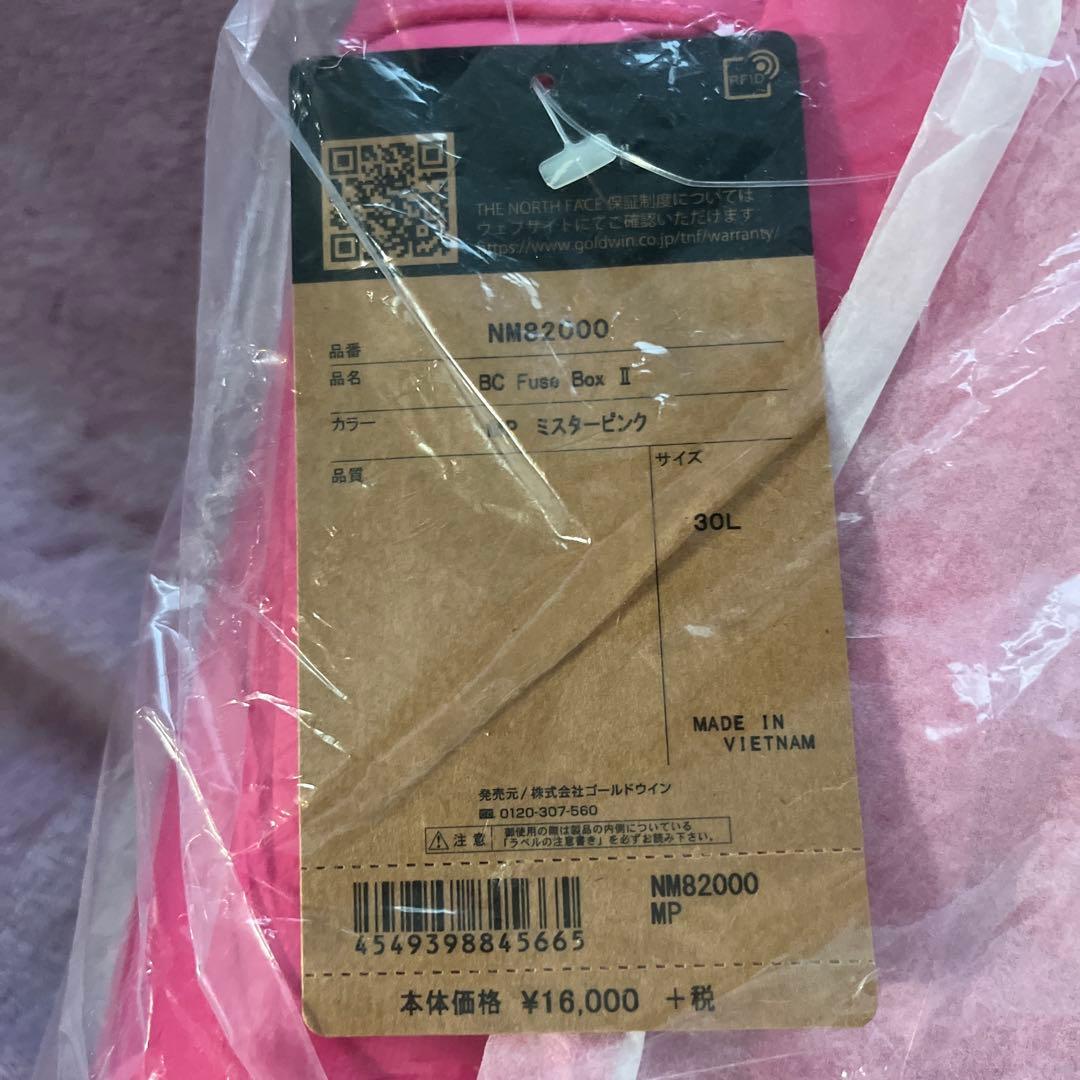 RFID
THE NORTH FACE 保証制度については
ウェブサイトにてご確認いただけます
https://www.goldwin.co.jp/tnf/warranty/
品番 NM82000
品名 BC Fuse Box Ⅱ
カラー MP ミスターピンク
品質
サイズ
30L
MADE IN
VIETNAM
発売元/株式会社ゴールドウイン
0120-307-560
注意
御使用の際は製品の内側についている
「ラベルの注意書き」を必ずお読み下さい。
NM82000
MP
4549398845665
本体価格 ¥16,000 +税